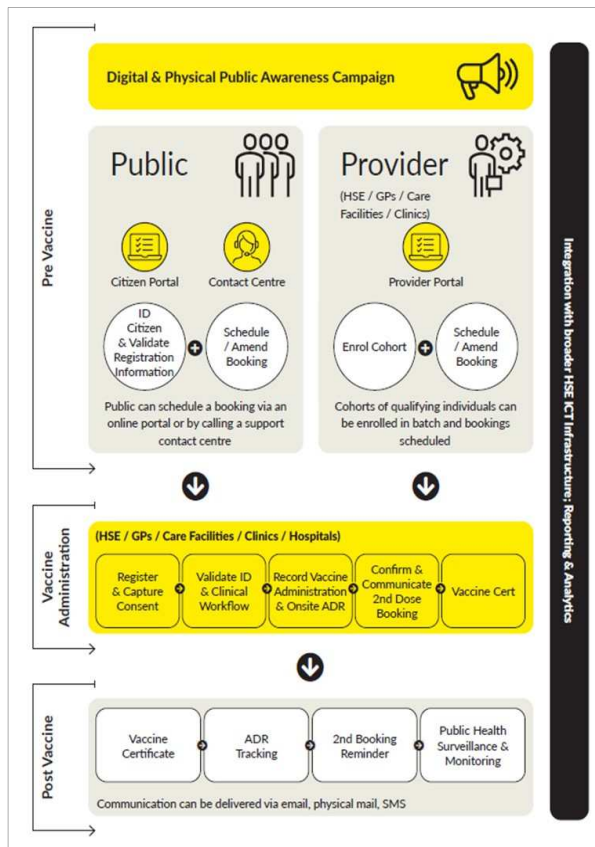 Pre Vaccine
Digital & Physical Public Awareness Campaign
Public
Citizen Portal
Contact Centre
ID
Citizen
& Validate
Registration
Information
Schedule
/ Amend
Booking
Public can schedule a booking via an
online portal or by calling a support
contact centre
Provider
(HSE / GPs / Care
Facilities / Clinics)
Provider Portal
Enrol Cohort
Schedule /
Amend
Booking
Cohorts of qualifying individuals can
be enrolled in batch and bookings
scheduled
Vaccine
Administration
(HSE / GPs / Care Facilities / Clinics / Hospitals)
Register
& Capture
Consent
Validate ID
& Clinical
Workflow
Record Vaccine
Administration
& Onsite ADR
Confirm &
Communicate
2nd Dose
Booking
Vaccine Cert
Post Vaccine
Vaccine
Certificate
ADR
Tracking
2nd Booking
Reminder
Public Health
Surveillance &
Monitoring
Communication can be delivered via email, physical mail, SMS
Integration with broader HSE ICT Infrastructure; Reporting & Analytics